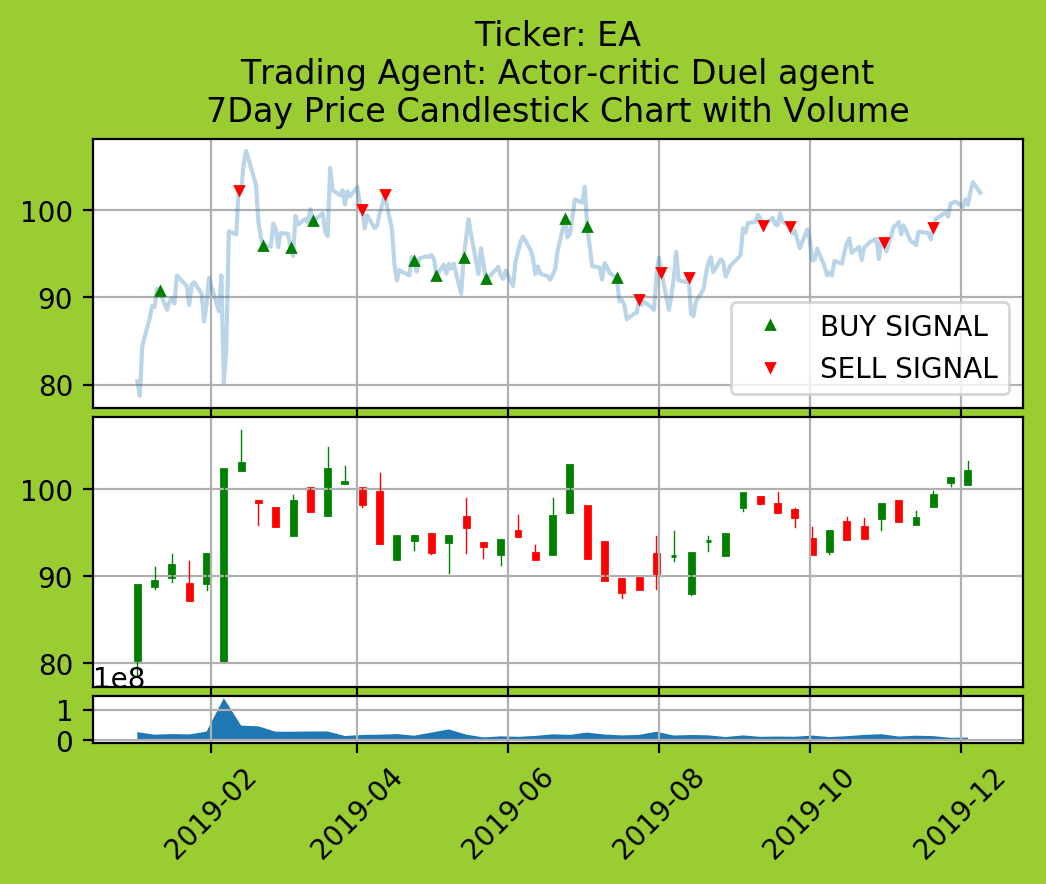 Ticker: EA
Trading Agent: Actor-critic Duel agent
7Day Price Candlestick Chart with Volume
100
90
80
BUY SIGNAL
SELL SIGNAL
100
90
80
1e8
1
0
2019-02
2019-04
2019-06
2019-08
2019-10
2019-12